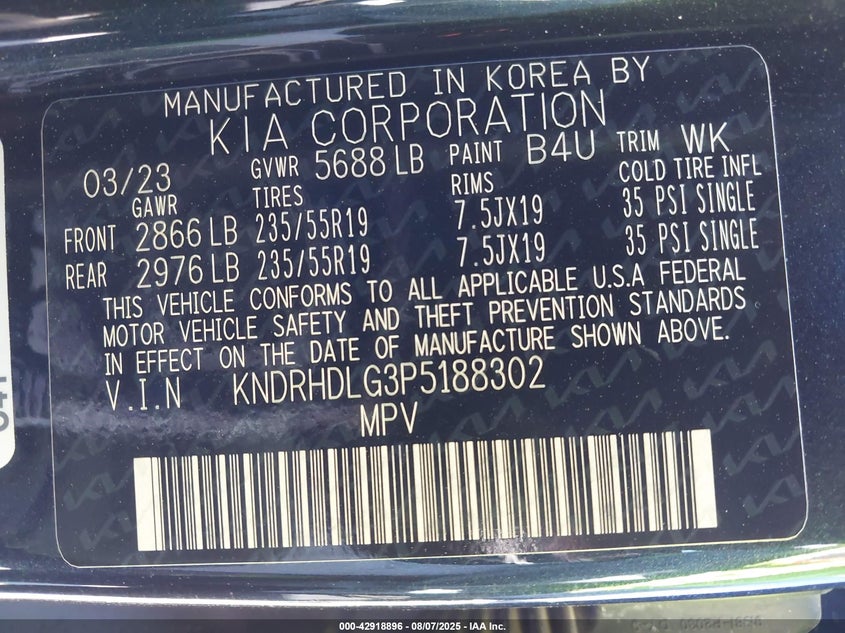 MANUFACTURED IN KOREA BY
KIA CORPORATION
03/23 GVWR 5688 LB PAINT B4U TRIM WK
GAWR TIRES RIMS COLD TIRE INFL
FRONT 2866 LB 235/55R19 7.5JX19 35 PSI SINGLE
REAR 2976 LB 235/55R19 7.5JX19 35 PSI SINGLE
THIS VEHICLE CONFORMS TO ALL APPLICABLE U.S.A FEDERAL
MOTOR VEHICLE SAFETY AND THEFT PREVENTION STANDARDS
IN EFFECT ON THE DATE OF MANUFACTURE SHOWN ABOVE.
V.I.N KNDRHDLG3P5188302
MPV
000-42918896 - 08/07/2025 - IAA Inc.